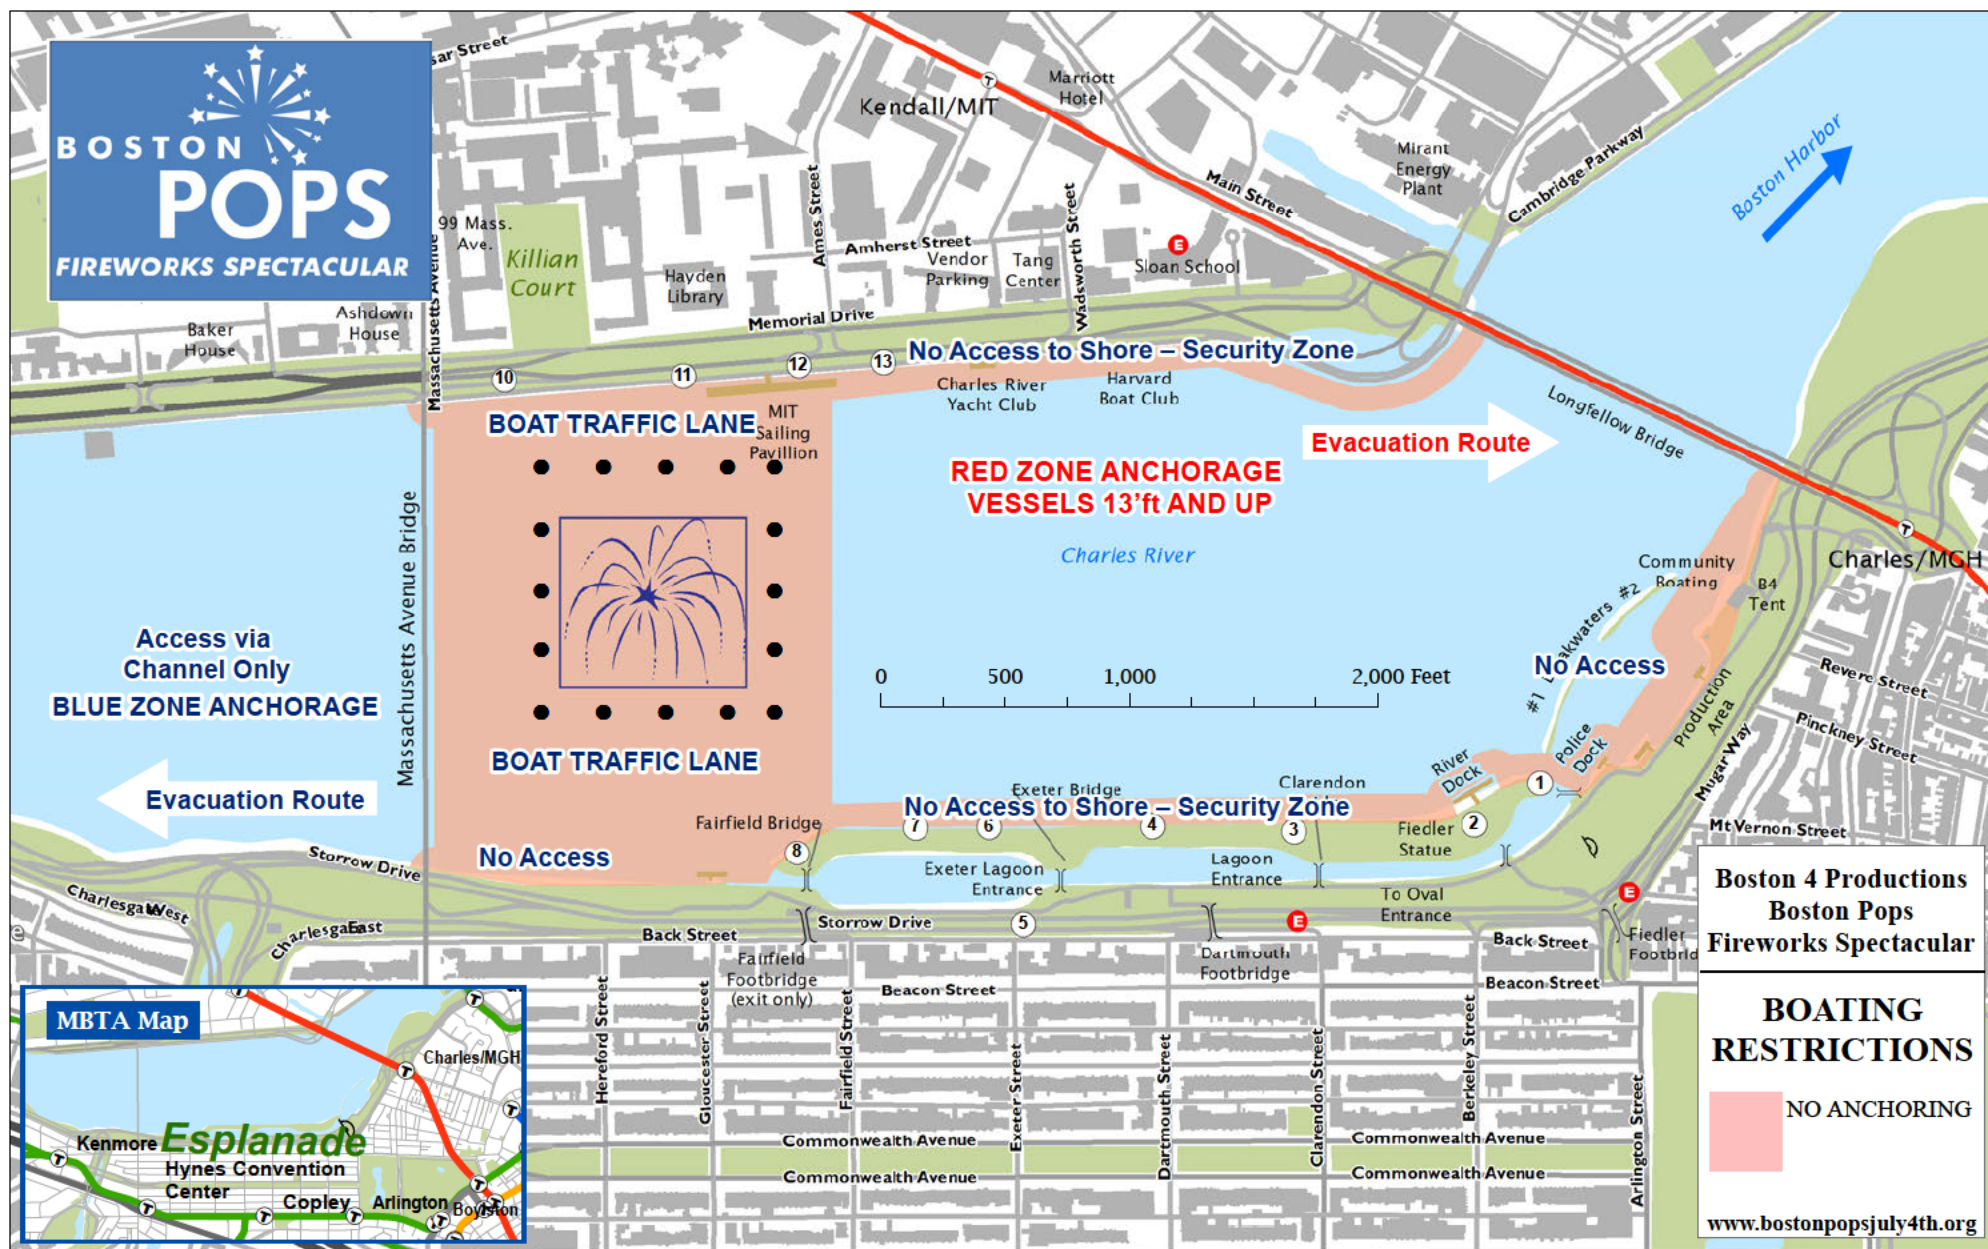 BOSTON
POPS
FIREWORKS SPECTACULAR
Kendall/MIT
Marriott
Hotel
Mirant
Energy
Plant
Main Street
Cambridge Parkway
Boston Harbor
99 Mass.
Ave.
Killian
Court
Hayden
Library
Ames Street
Amherst Street
Vendor
Parking
Tang
Center
Wadsworth Street
E
Sloan School
Massachusetts Avenue
Baker
House
Ashdown
House
Memorial Drive
10
11
12
13
No Access to Shore – Security Zone
Charles River
Yacht Club
Harvard
Boat Club
MIT
Sailing
Pavillion
BOAT TRAFFIC LANE
Longfellow Bridge
Evacuation Route
RED ZONE ANCHORAGE
VESSELS 13'ft AND UP
Charles River
Massachusetts Avenue Bridge
T
T
Charles/MGH
Community
Boating
B4
Tent
#2
#1
No Access
Access via
Channel Only
BLUE ZONE ANCHORAGE
0 500 1,000 2,000 Feet
Production
Area
Mugar Way
Revere Street
Pinckney Street
Mt Vernon Street
BOAT TRAFFIC LANE
Evacuation Route
Police
Dock
River
Dock
Clarendon
Exeter Bridge
No Access to Shore – Security Zone
Fairfield Bridge
1
2
3
4
6
7
8
Fiedler
Statue
No Access
Storrow Drive
Exeter Lagoon
Entrance
Lagoon
Entrance
To Oval
Entrance
E
E
5
Storrow Drive
Back Street
Back Street
Charlesgate West
Charlesgate East
Fairfield
Footbridge
(exit only)
Dartmouth
Footbridge
Fiedler
Beacon Street
Beacon Street
Hereford Street
Gloucester Street
Fairfield Street
Exeter Street
Dartmouth Street
Clarendon Street
Berkeley Street
Arlington Street
Commonwealth Avenue
Commonwealth Avenue
Commonwealth Avenue
Commonwealth Avenue
MBTA Map
Charles/MGH
Kenmore
Esplanade
Hynes Convention
Center
Copley
Arlington
Boylston
Boston 4 Productions
Boston Pops
Fireworks Spectacular
BOATING
RESTRICTIONS
NO ANCHORING
www.bostonpopsjuly4th.org